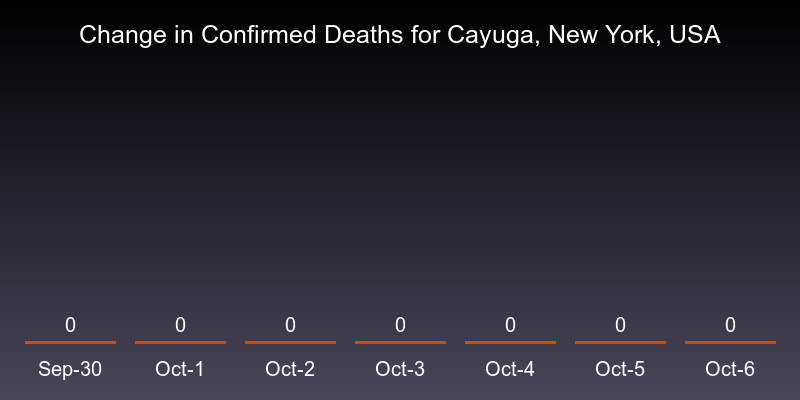 Change in Confirmed Deaths for Cayuga, New York, USA
0 0 0 0 0 0 0
Sep-30 Oct-1 Oct-2 Oct-3 Oct-4 Oct-5 Oct-6